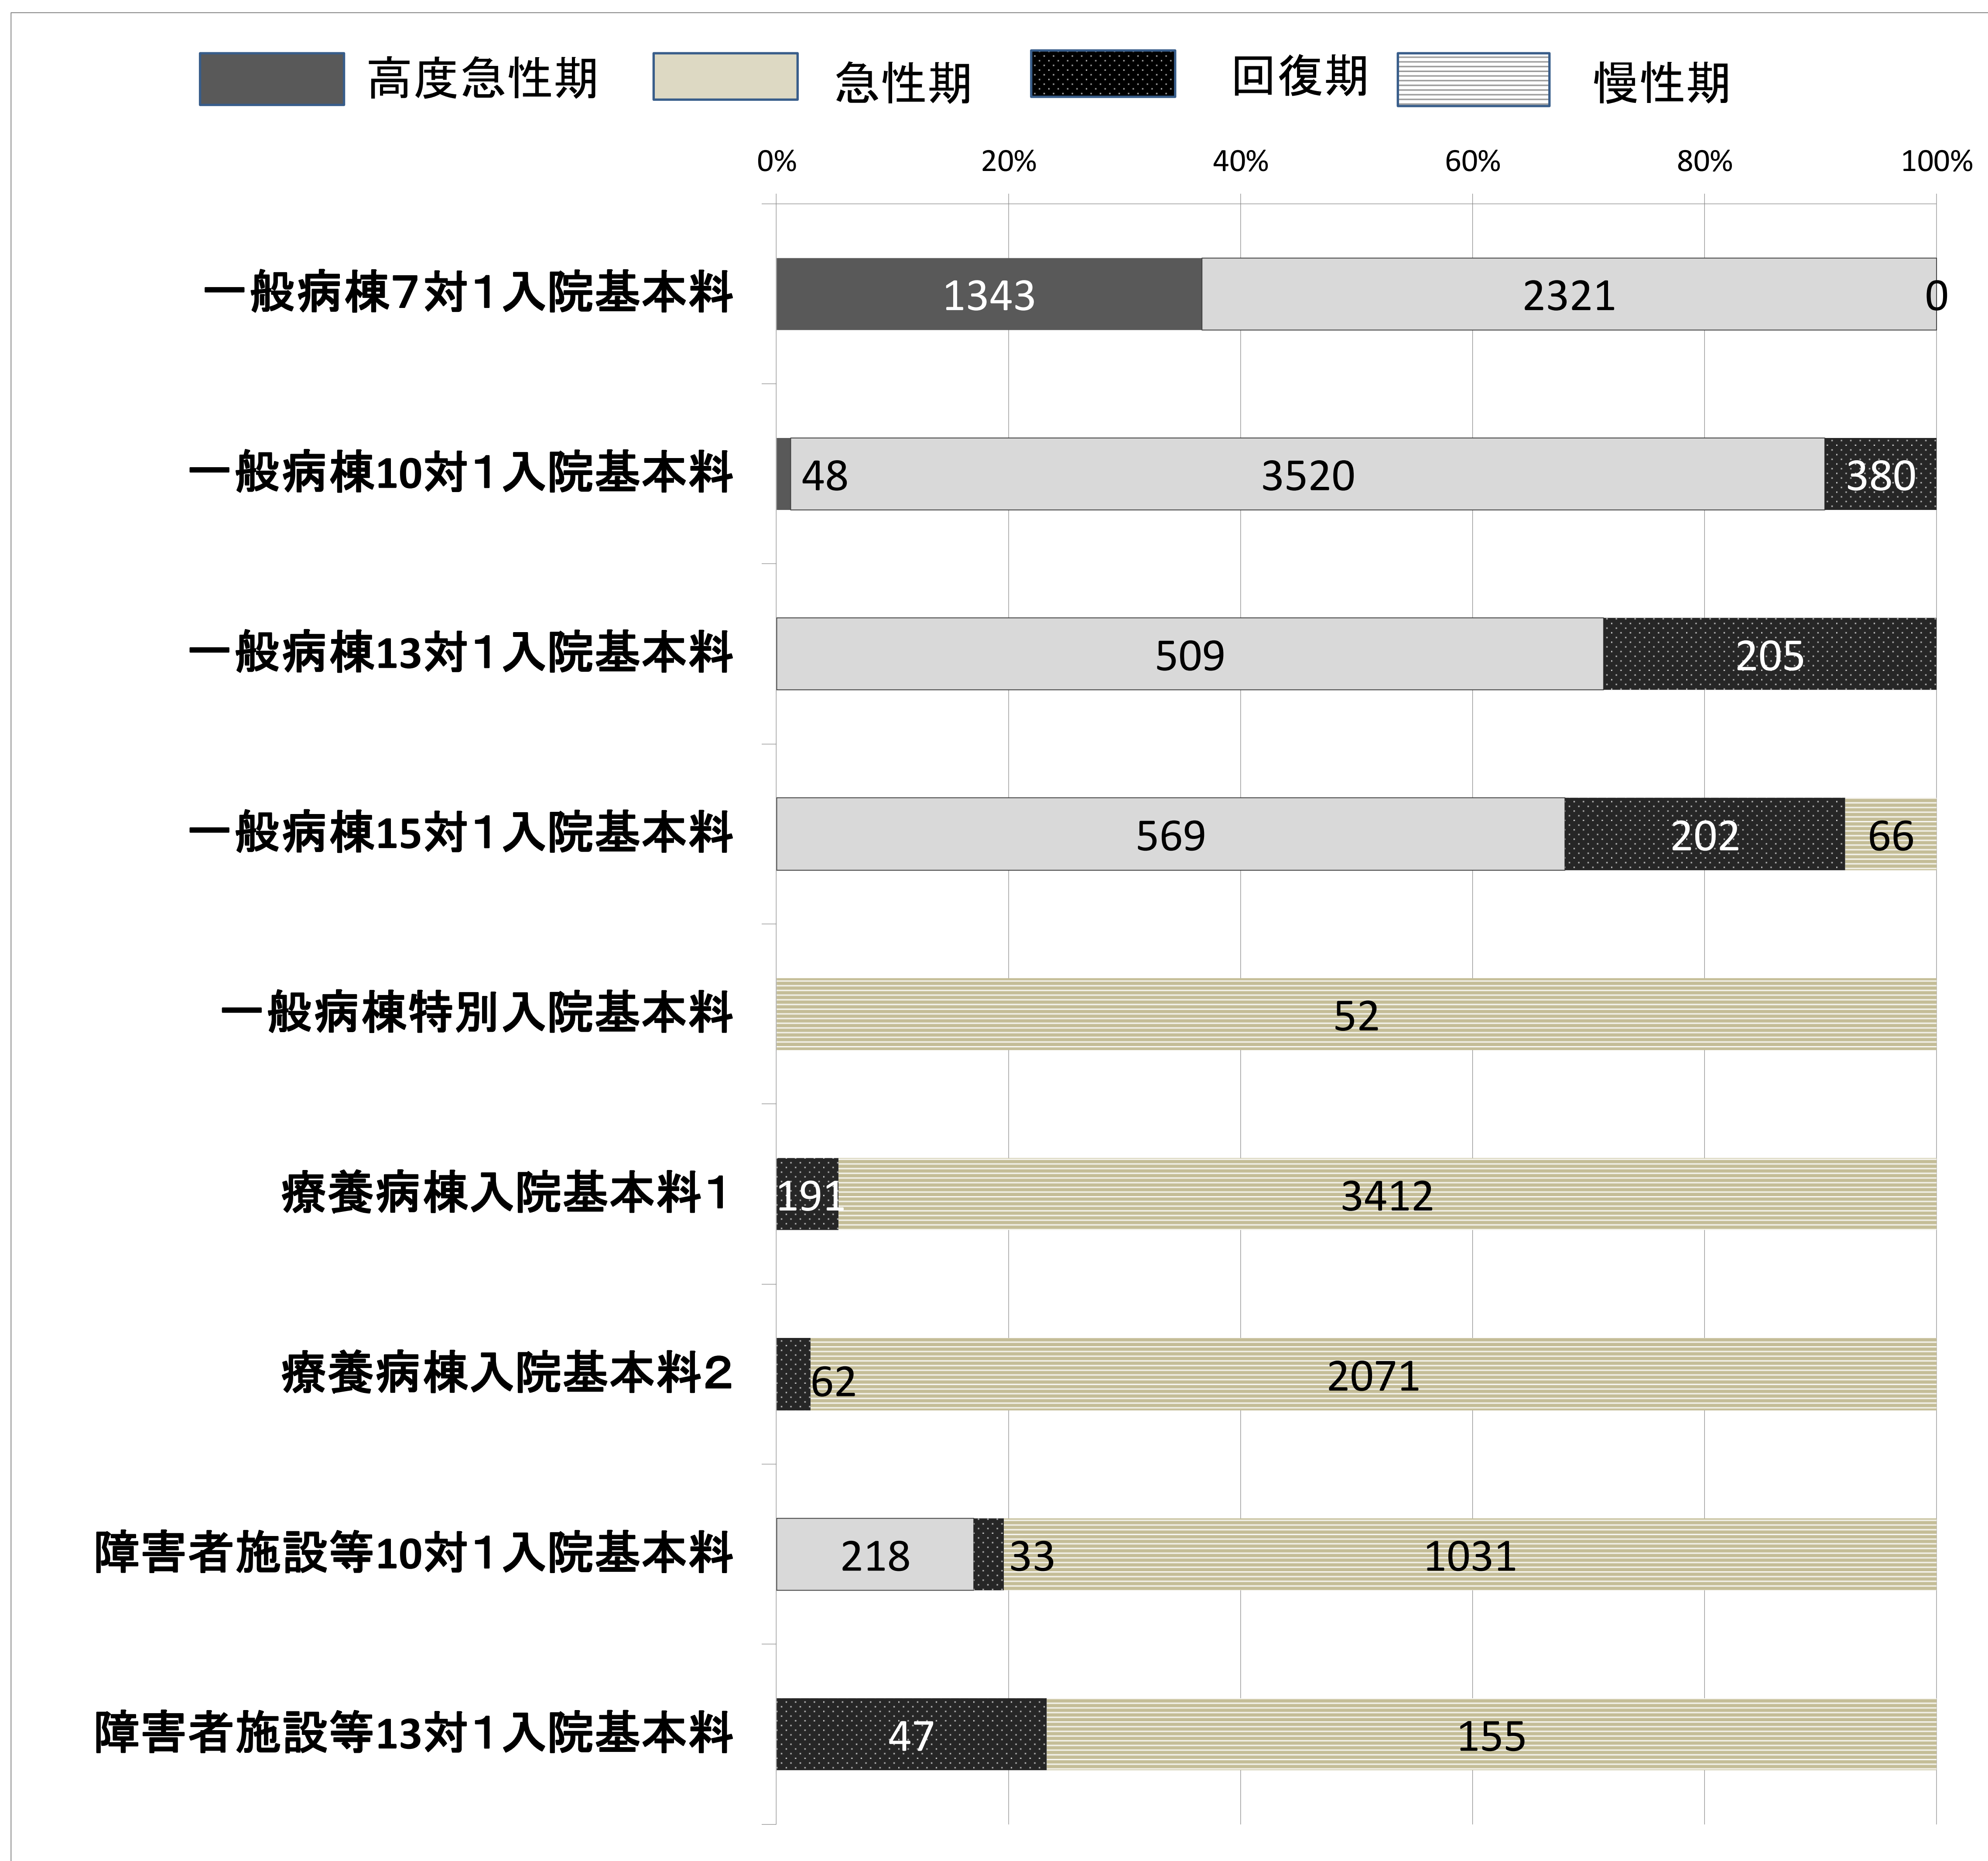 高度急性期 急性期 回復期 慢性期
0% 20% 40% 60% 80% 100%
一般病棟7対1入院基本料 1343 2321 0
一般病棟10対1入院基本料 48 3520 380
一般病棟13対1入院基本料 509 205
一般病棟15対1入院基本料 569 202 66
一般病棟特別入院基本料 52
療養病棟入院基本料1 191 3412
療養病棟入院基本料2 62 2071
障害者施設等10対1入院基本料 218 33 1031
障害者施設等13対1入院基本料 47 155